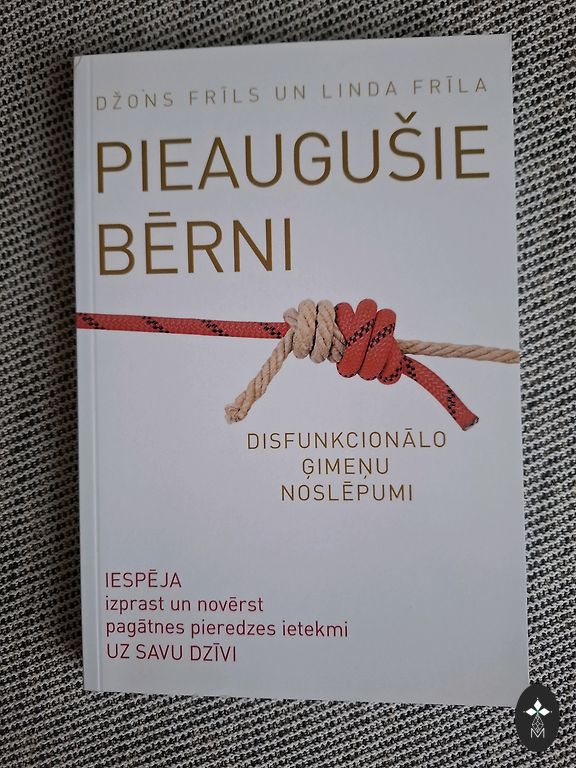 DŽONS FRĪLS UN LINDA FRĪLA
PIEAUGUŠIE
BĒRNI
DISFUNKCIONĀLO
ĢIMEŅU
NOSLĒPUMI
IESPĒJA
izprast un novērst
pagātnes pieredzes ietekmi
UZ SAVU DZĪVI
M